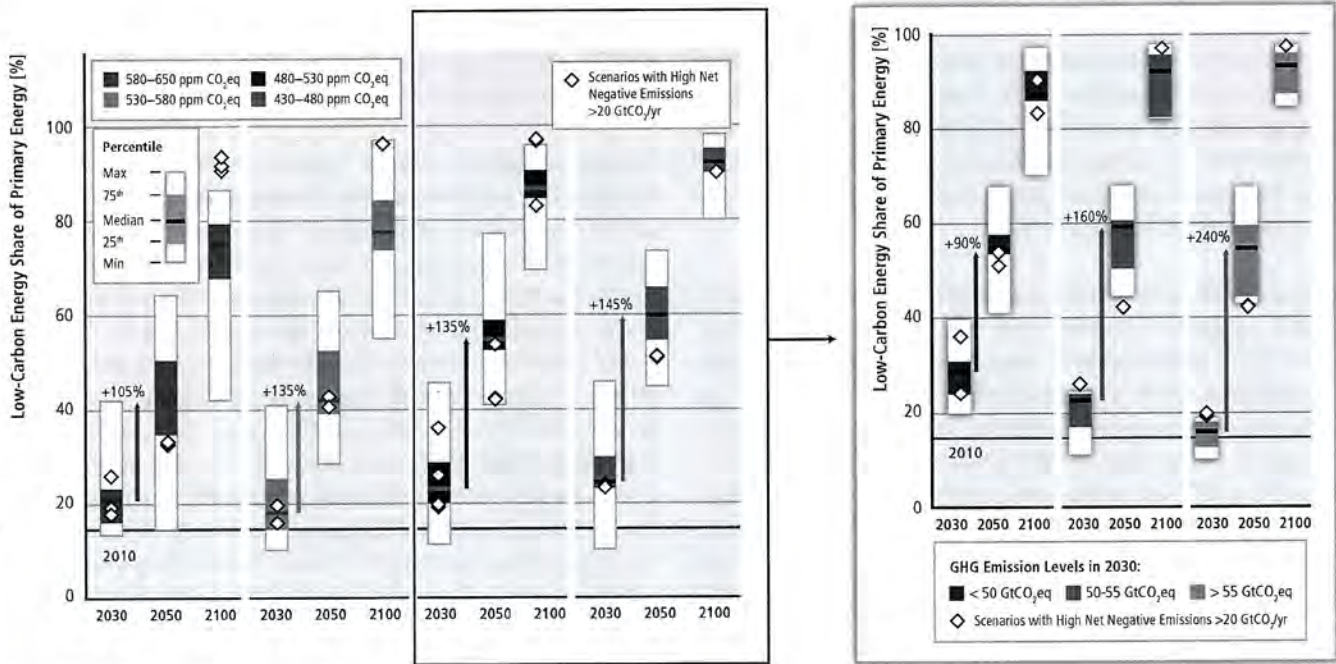 Low-Carbon Energy Share of Primary Energy [%]
580–650 ppm CO₂eq 480–530 ppm CO₂eq
530–580 ppm CO₂eq 430–480 ppm CO₂eq
Scenarios with High Net
Negative Emissions
>20 GtCO₂/yr
Percentile
Max
75th
Median
25th
Min
100
80
60
40
20
0
+105%
+135%
+135%
+145%
2010
2030 2050 2100 2030 2050 2100 2030 2050 2100 2030 2050 2100
Low-Carbon Energy Share of Primary Energy [%]
100
80
60
40
20
0
+90%
+160%
+240%
2010
2030 2050 2100 2030 2050 2100 2030 2050 2100
GHG Emission Levels in 2030:
< 50 GtCO₂eq 50-55 GtCO₂eq > 55 GtCO₂eq
Scenarios with High Net Negative Emissions >20 GtCO₂/yr